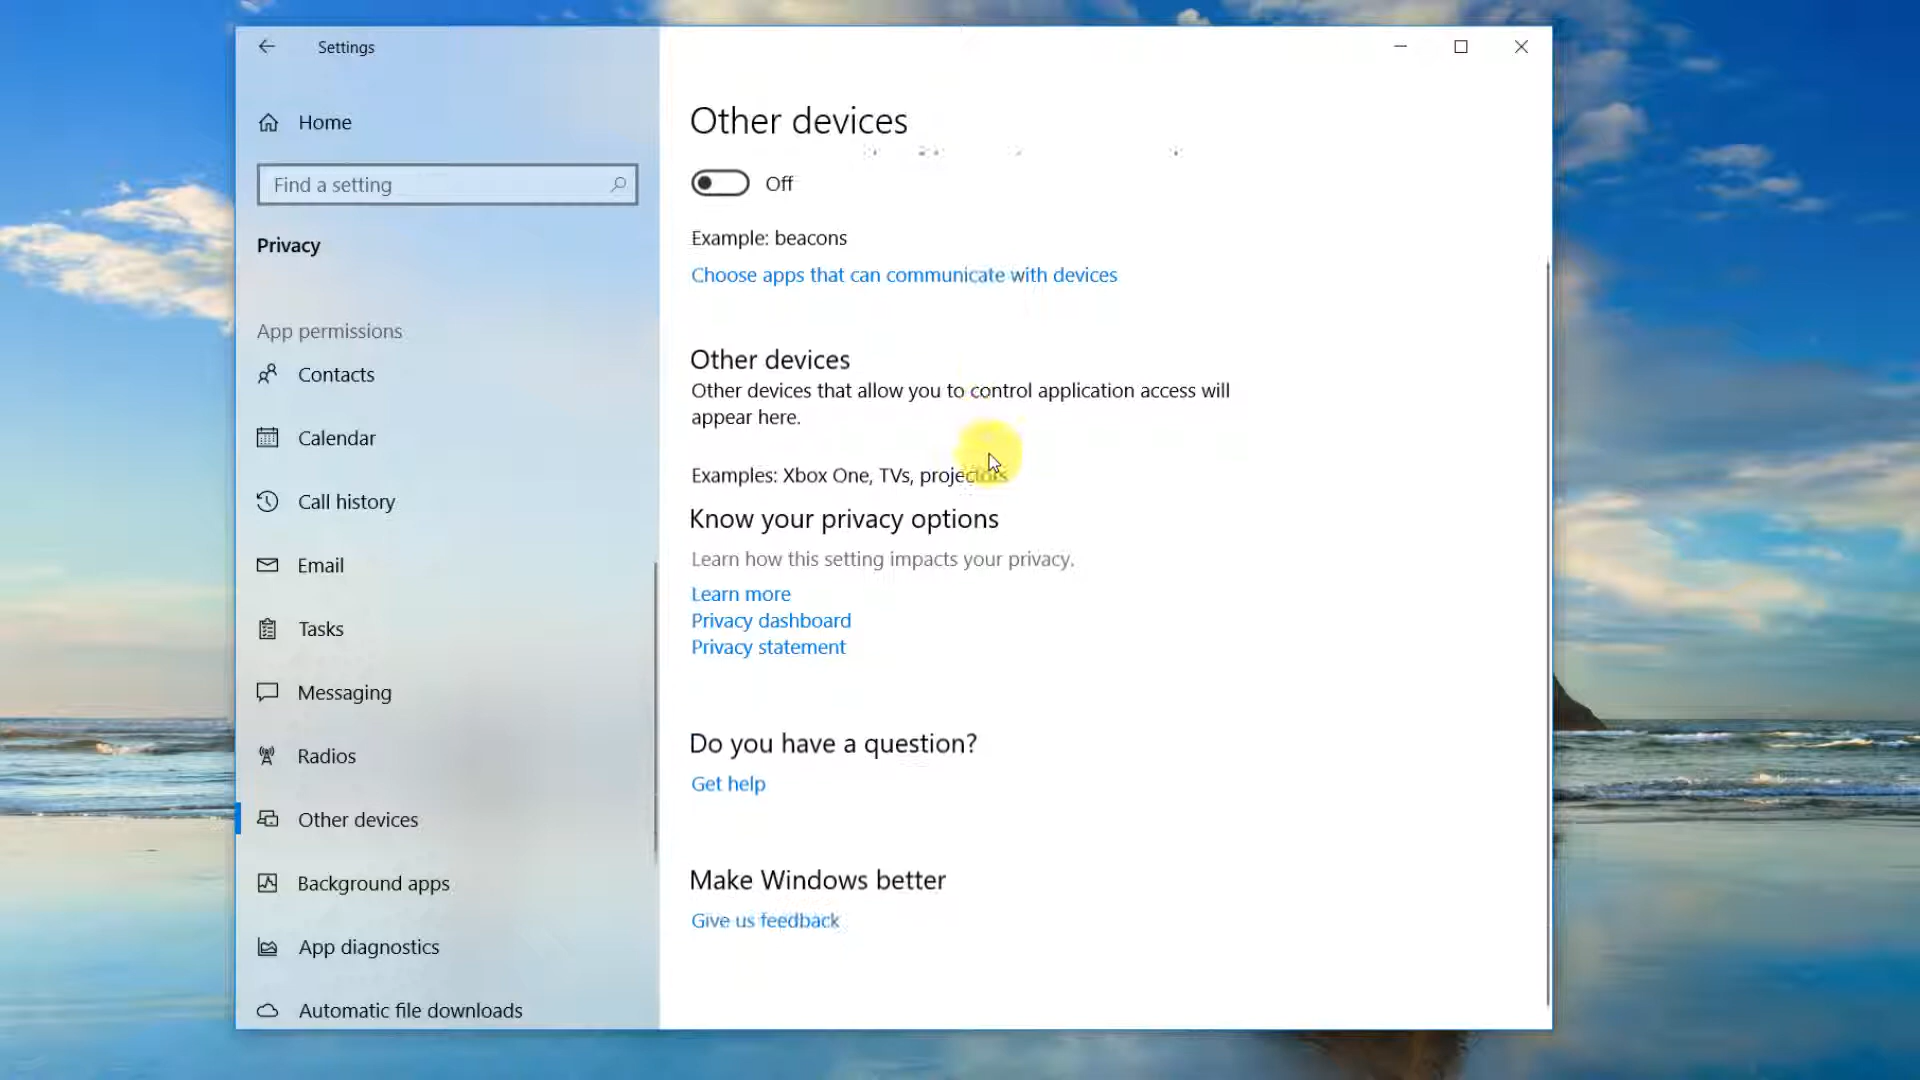 Settings
Home
Find a setting
Privacy
App permissions
Contacts
Calendar
Call history
Email
Tasks
Messaging
Radios
Other devices
Background apps
App diagnostics
Automatic file downloads
Other devices
Off
Example: beacons
Choose apps that can communicate with devices
Other devices
Other devices that allow you to control application access will
appear here.
Examples: Xbox One, TVs, projectors
Know your privacy options
Learn how this setting impacts your privacy.
Learn more
Privacy dashboard
Privacy statement
Do you have a question?
Get help
Make Windows better
Give us feedback